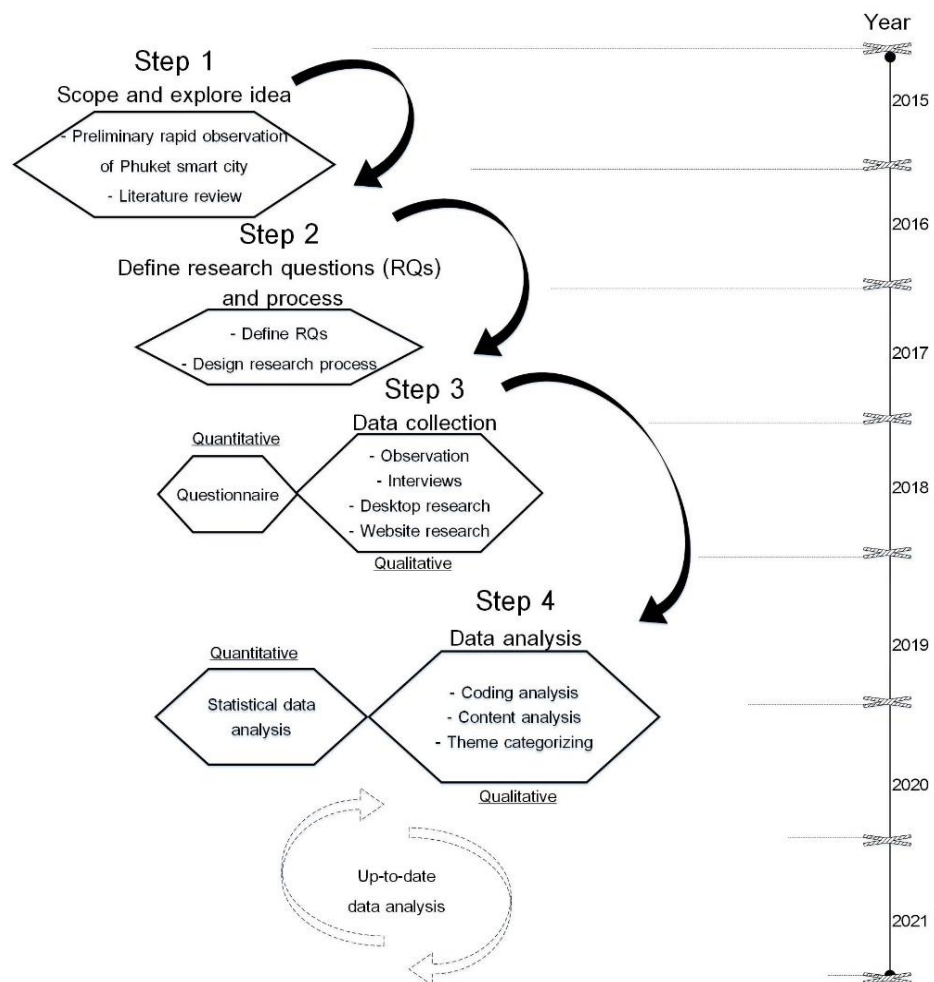 Year
Step 1
Scope and explore idea
- Preliminary rapid observation
of Phuket smart city
- Literature review
2015
Step 2
Define research questions (RQs)
and process
- Define RQs
- Design research process
2016
2017
Step 3
Data collection
Quantitative
Questionnaire
- Observation
- Interviews
- Desktop research
- Website research
Qualitative
2018
Step 4
Data analysis
Quantitative
Statistical data
analysis
- Coding analysis
- Content analysis
- Theme categorizing
Qualitative
2019
2020
Up-to-date
data analysis
2021